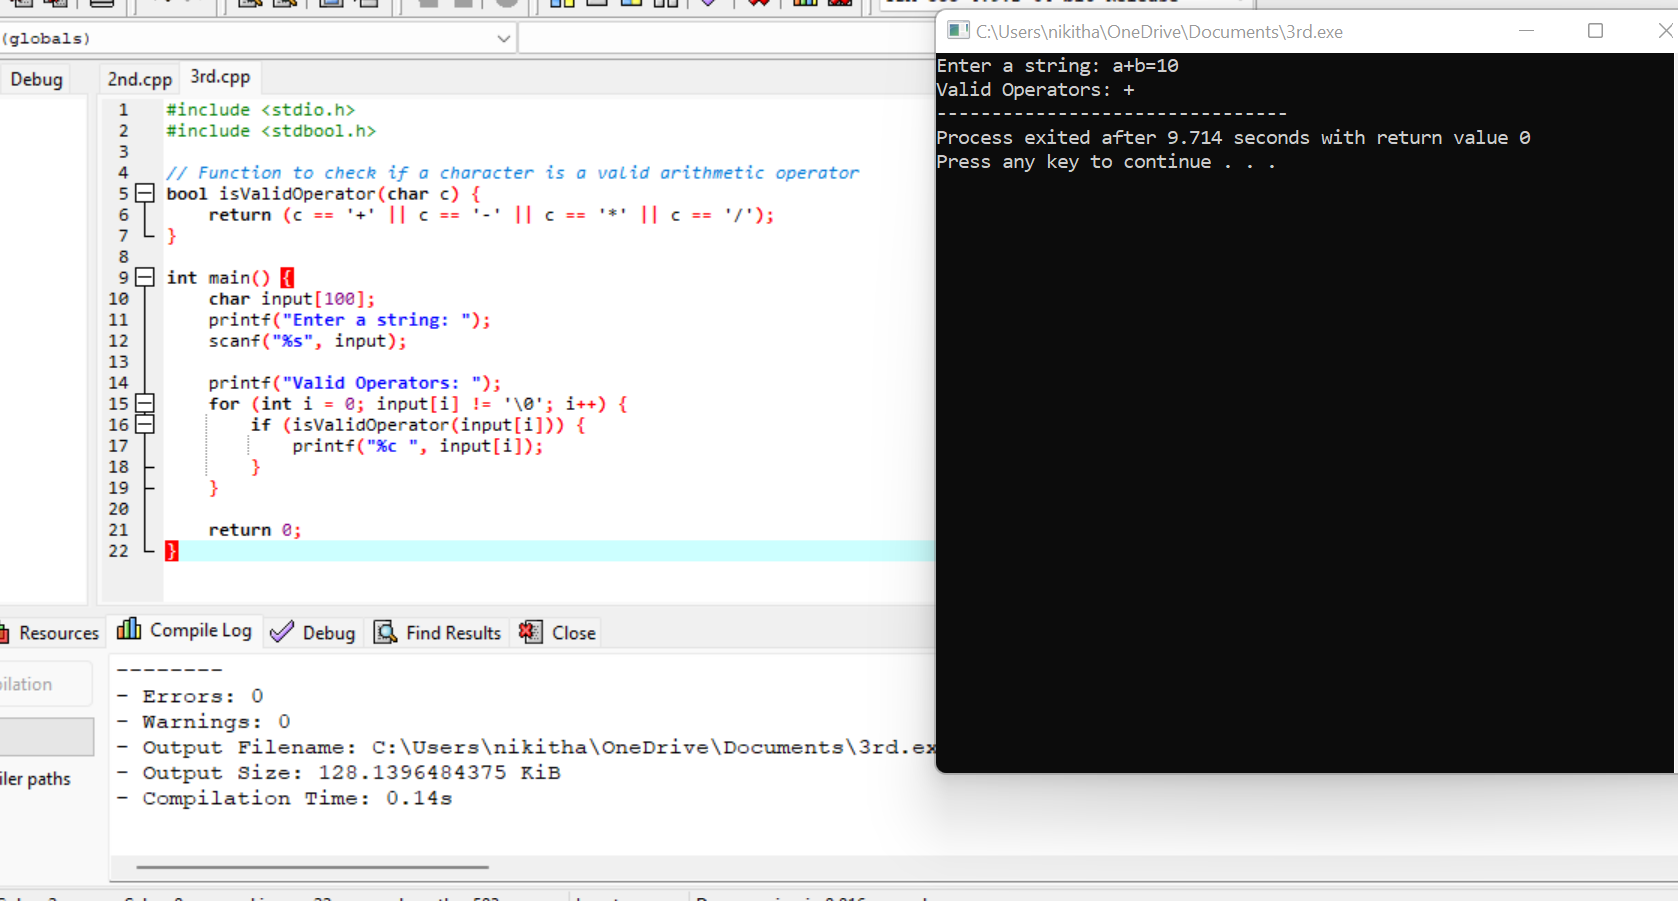 (globals)
Debug
2nd.cpp 3rd.cpp
1 #include <stdio.h>
2 #include <stdbool.h>
3
4 // Function to check if a character is a valid arithmetic operator
5 bool isValidOperator(char c) {
6 return (c == '+' || c == '-' || c == '*' || c == '/');
7 }
8
9 int main() {
10 char input[100];
11 printf("Enter a string: ");
12 scanf("%s", input);
13
14 printf("Valid Operators: ");
15 for (int i = 0; input[i] != '\0'; i++) {
16 if (isValidOperator(input[i])) {
17 printf("%c ", input[i]);
18 }
19 }
20
21 return 0;
22 }
C:\Users\nikitha\OneDrive\Documents\3rd.exe
Enter a string: a+b=10
Valid Operators: +
--------------------------------
Process exited after 9.714 seconds with return value 0
Press any key to continue . . .
Resources Compile Log Debug Find Results Close
ilation
iler paths
--------
- Errors: 0
- Warnings: 0
- Output Filename: C:\Users\nikitha\OneDrive\Documents\3rd.ex
- Output Size: 128.1396484375 KiB
- Compilation Time: 0.14s